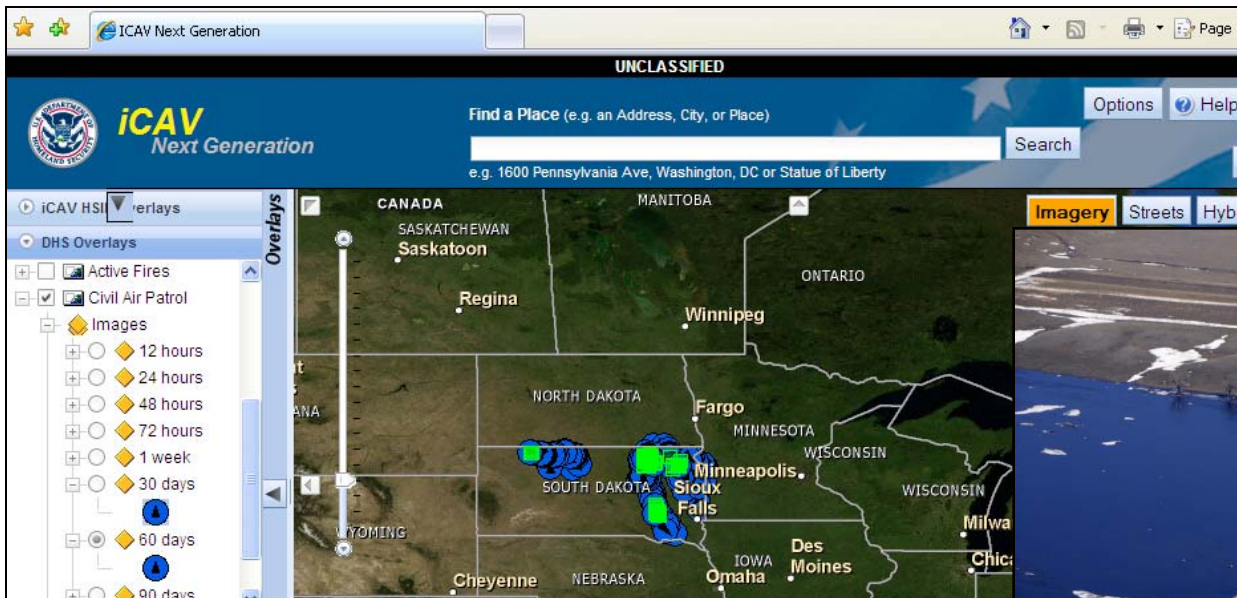 ICAV Next Generation
Page
UNCLASSIFIED
iCAV
Next Generation
Find a Place (e.g. an Address, City, or Place)
Search
e.g. 1600 Pennsylvania Ave, Washington, DC or Statue of Liberty
Options
Help
iCAV HSI erlays
DHS Overlays
Active Fires
Civil Air Patrol
Images
12 hours
24 hours
48 hours
72 hours
1 week
30 days
60 days
90 days
Overlays
Imagery
Streets
Hyb
CANADA
MANITOBA
SASKATCHEWAN
Saskatoon
ONTARIO
Regina
Winnipeg
NORTH DAKOTA
Fargo
MINNESOTA
WISCONSIN
Minneapolis
SOUTH DAKOTA
Sioux
Falls
WISCONSIN
WYOMING
Milwa
IOWA
Des
Moines
Chica
Cheyenne
NEBRASKA
Omaha